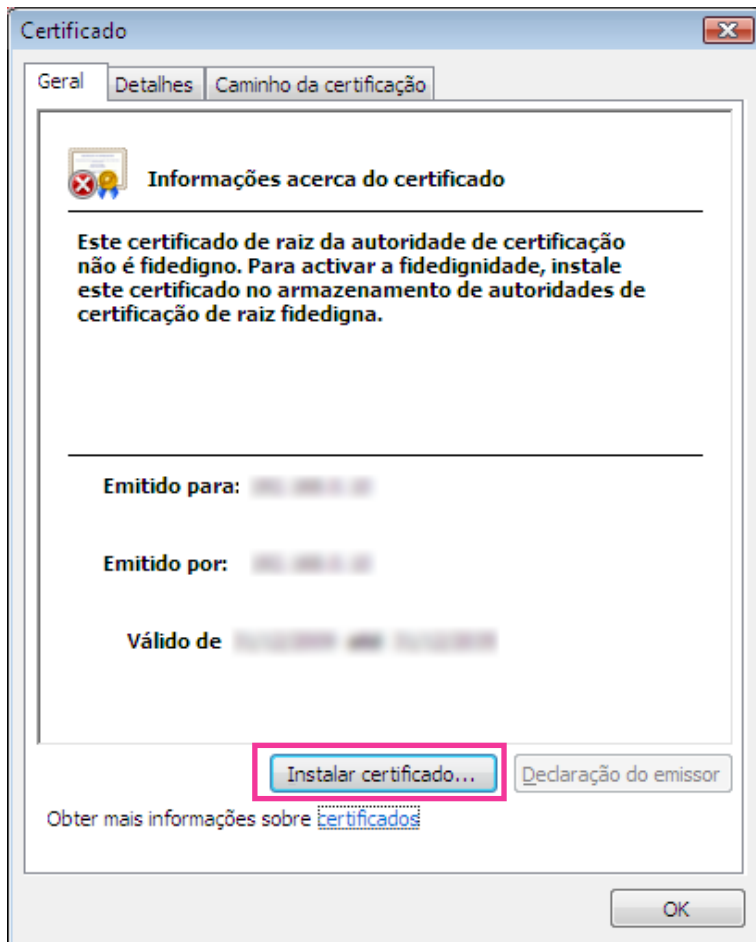 Certificado
Geral Detalhes Caminho da certificação
Informações acerca do certificado
Este certificado de raiz da autoridade de certificação
não é fidedigno. Para activar a fidedignidade, instale
este certificado no armazenamento de autoridades de
certificação de raiz fidedigna.
Emitido para:
Emitido por:
Válido de
Instalar certificado... Declaração do emissor
Obter mais informações sobre certificados
OK